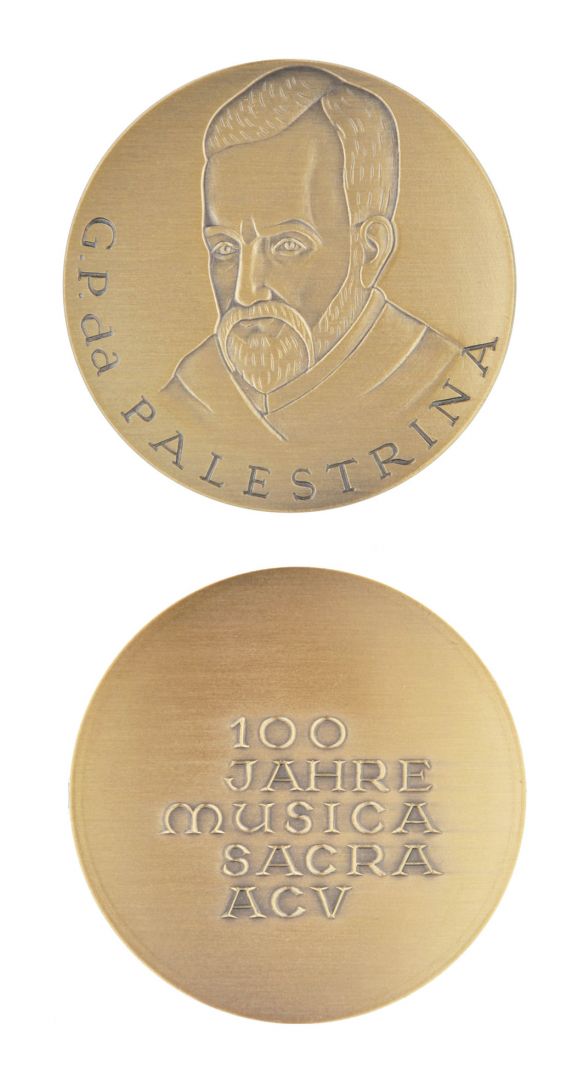 G.P.da PALESTRINA
100
JAHRE
MUSICA
SACRA
ACV